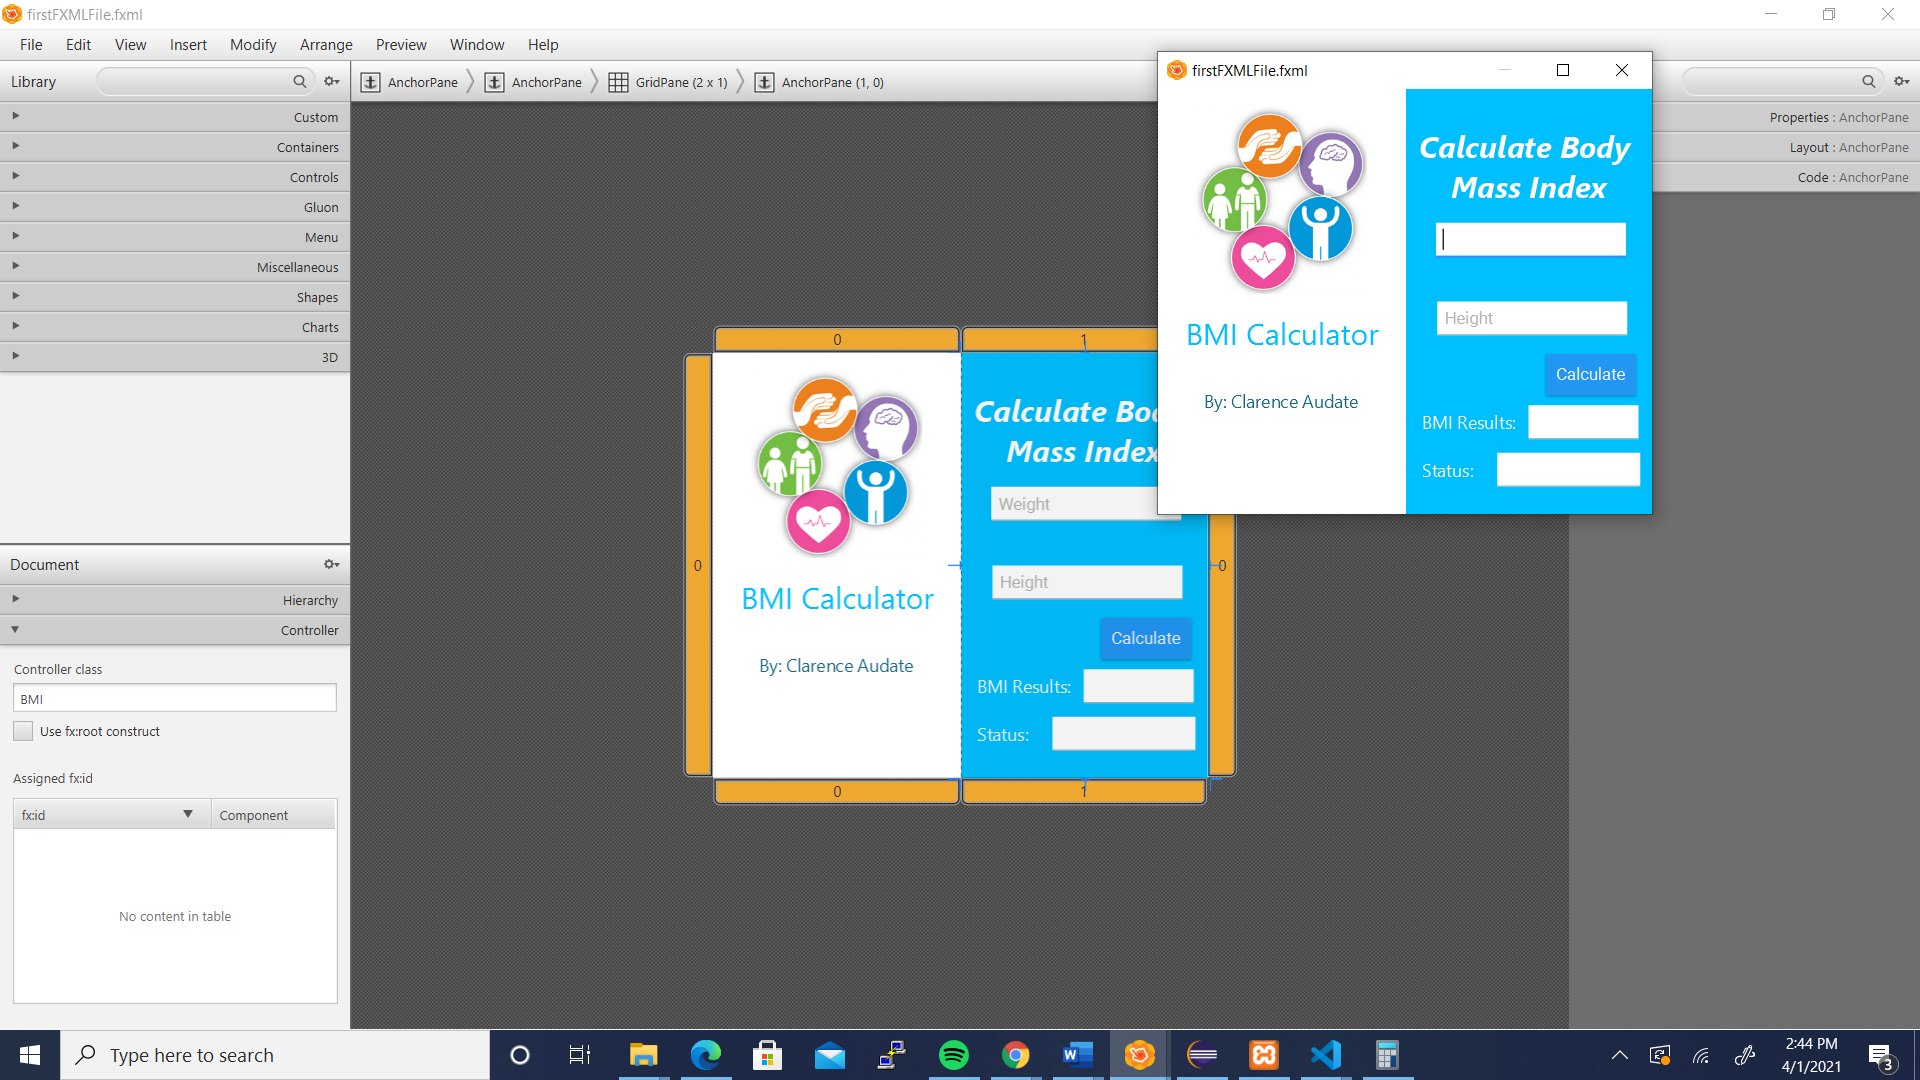 firstFXMLFile.fxml
File Edit View Insert Modify Arrange Preview Window Help
Library
AnchorPane AnchorPane GridPane (2 x 1) AnchorPane (1, 0)
Custom
Containers
Controls
Gluon
Menu
Miscellaneous
Shapes
Charts
3D
Document
Hierarchy
Controller
Controller class
BMI
Use fx:root construct
Assigned fx:id
fx:id Component
No content in table
0 1
0
0
0 1
BMI Calculator
By: Clarence Audate
Calculate Bo
Mass Index
Weight
Height
Calculate
BMI Results:
Status:
firstFXMLFile.fxml
BMI Calculator
By: Clarence Audate
Calculate Body
Mass Index
Height
Calculate
BMI Results:
Status:
Properties : AnchorPane
Layout : AnchorPane
Code : AnchorPane
Type here to search
2:44 PM
4/1/2021
3